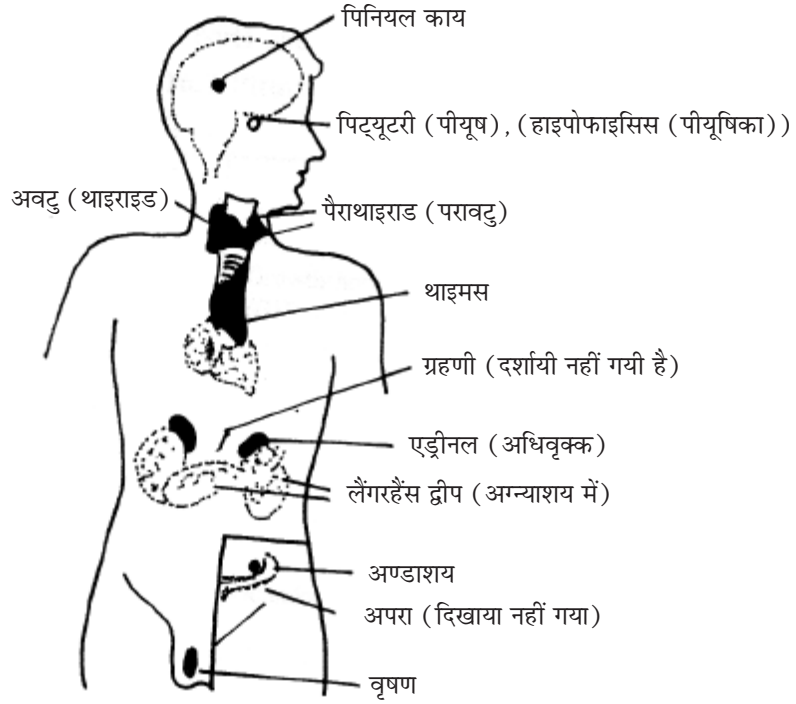 पिनियल काय
पिट्यूटरी (पीयूष), (हाइपोफाइसिस (पीयूषिका))
अवटु (थाइराइड)
पैराथाइराड (परावटु)
थाइमस
ग्रहणी (दर्शायी नहीं गयी है)
एड्रीनल (अधिवृक्क)
लैंगरहैंस द्वीप (अग्न्याशय में)
अण्डाशय
अपरा (दिखाया नहीं गया)
वृषण